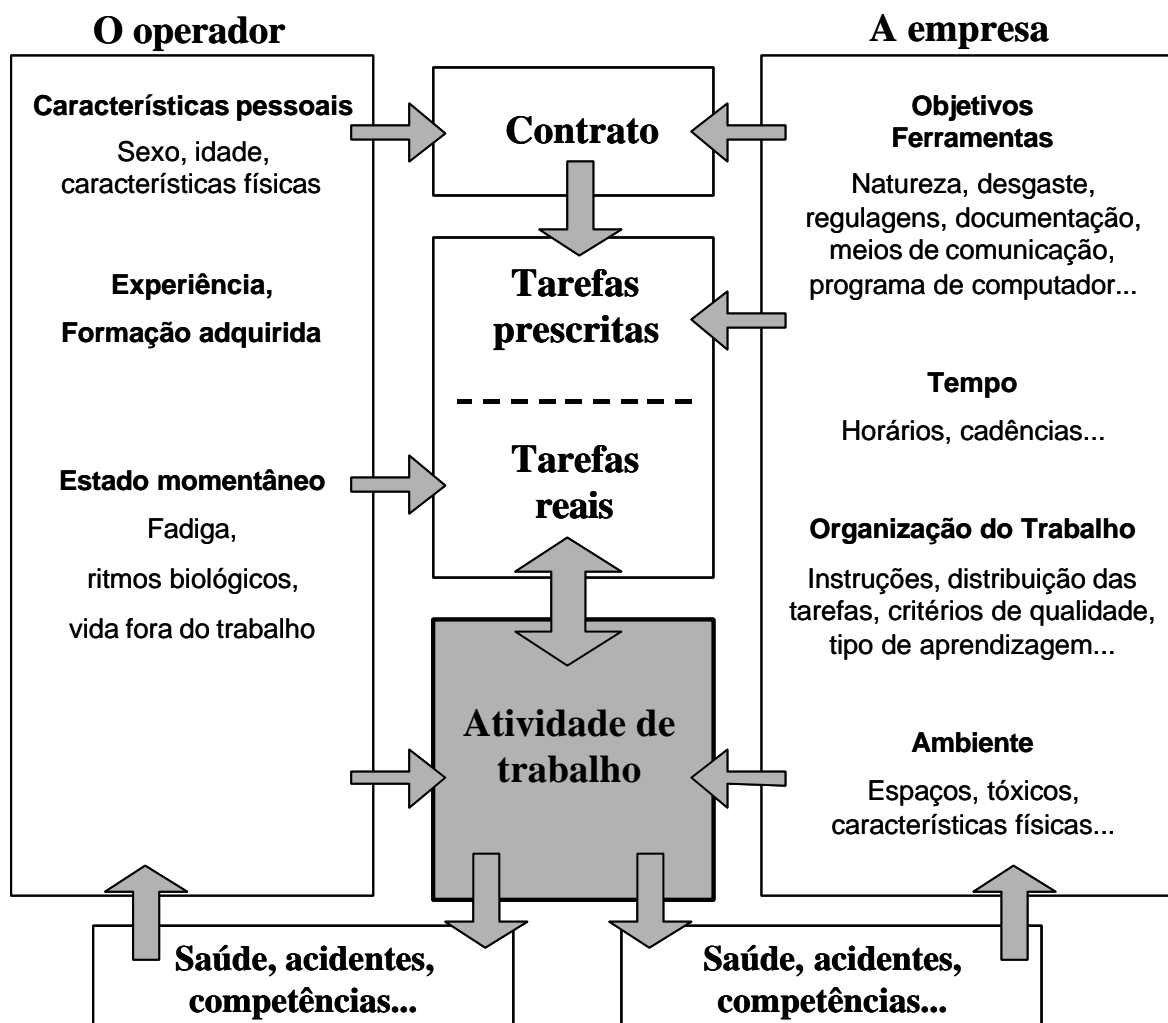 O operador
Características pessoais
Sexo, idade,
características físicas
Experiência,
Formação adquirida
Estado momentâneo
Fadiga,
ritmos biológicos,
vida fora do trabalho
Contrato
Tarefas
prescritas
Tarefas
reais
Atividade de
trabalho
A empresa
Objetivos
Ferramentas
Natureza, desgaste,
regulagens, documentação,
meios de comunicação,
programa de computador...
Tempo
Horários, cadências...
Organização do Trabalho
Instruções, distribuição das
tarefas, critérios de qualidade,
tipo de aprendizagem...
Ambiente
Espaços, tóxicos,
características físicas...
Saúde, acidentes,
competências...
Saúde, acidentes,
competências...